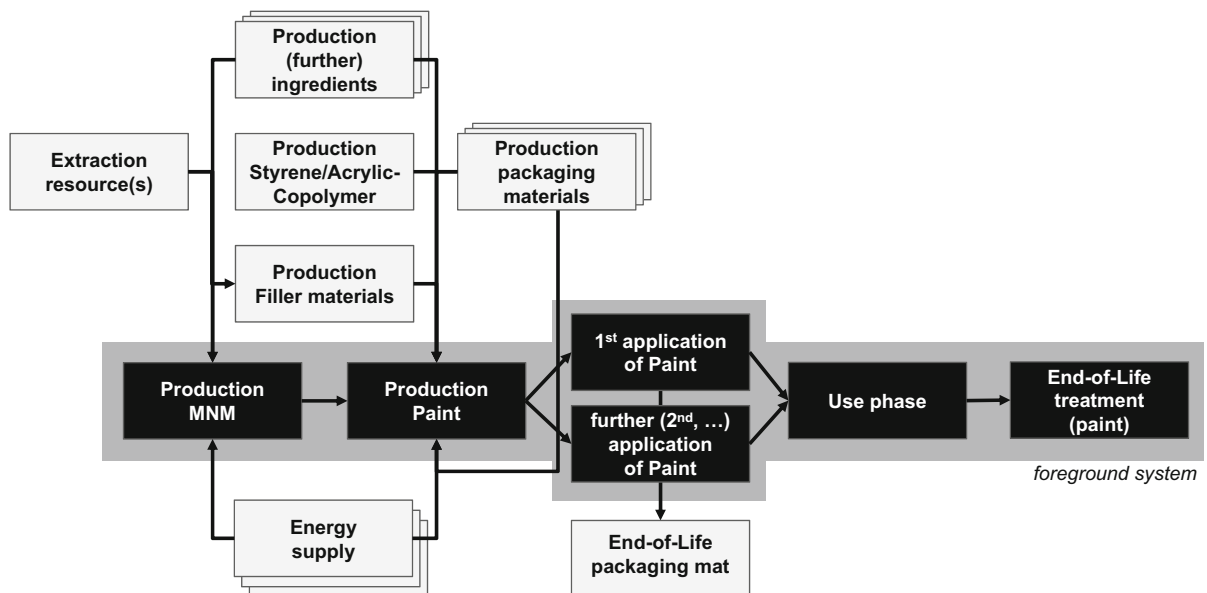 Production
(further)
ingredients
Extraction
resource(s)
Production
Styrene/Acrylic-
Copolymer
Production
packaging
materials
Production
Filler materials
Production
MNM
Production
Paint
1st application
of Paint
further (2nd, …)
application
of Paint
Use phase
End-of-Life
treatment
(paint)
foreground system
Energy
supply
End-of-Life
packaging mat